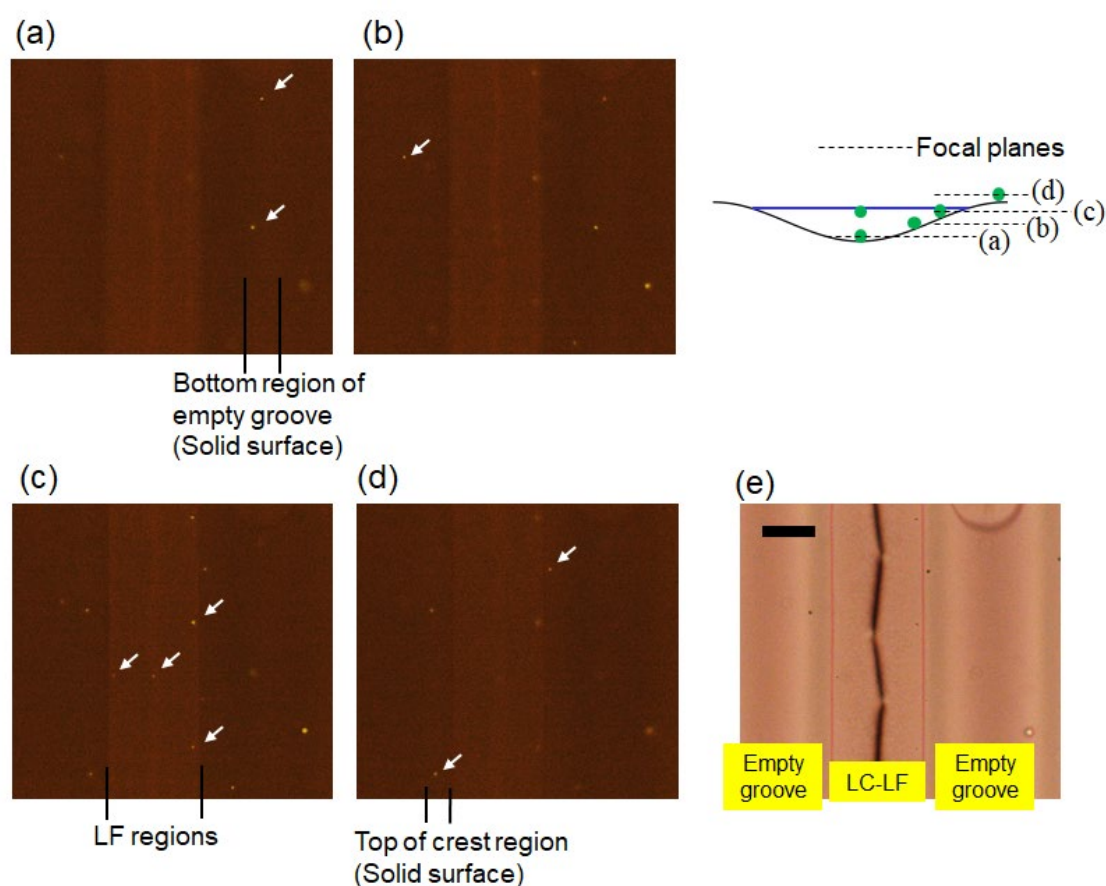 (a)
(b)
Focal planes
(d)
(c)
(b)
(a)
Bottom region of
empty groove
(Solid surface)
(c)
(d)
(e)
LF regions
Top of crest region
(Solid surface)
Empty
groove
LC-LF
Empty
groove